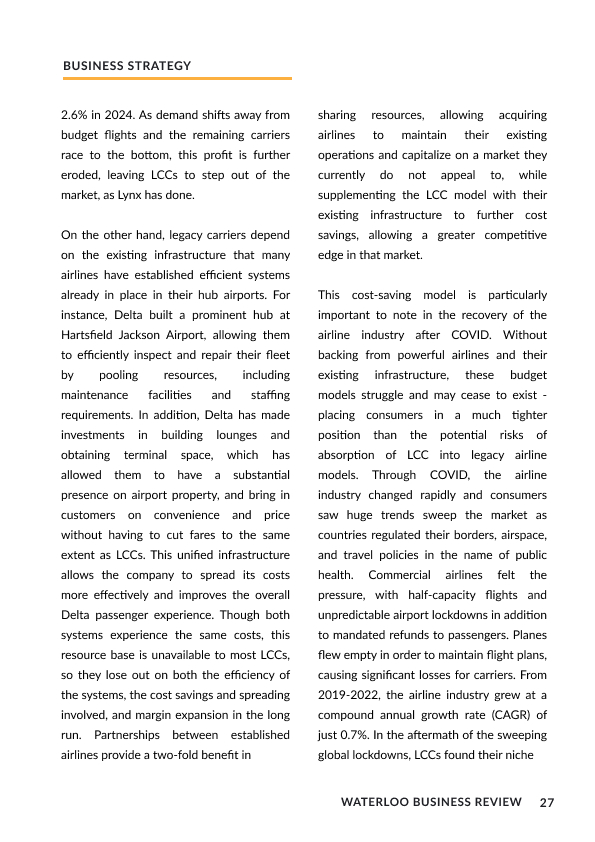 BUSINESS STRATEGY
2.6% in 2024. As demand shifts away from
budget flights and the remaining carriers
race to the bottom, this profit is further
eroded, leaving LCCs to step out of the
market, as Lynx has done.
On the other hand, legacy carriers depend
on the existing infrastructure that many
airlines have established efficient systems
already in place in their hub airports. For
instance, Delta built a prominent hub at
Hartsfield Jackson Airport, allowing them
to efficiently inspect and repair their fleet
by pooling resources, including
maintenance facilities and staffing
requirements. In addition, Delta has made
investments in building lounges and
obtaining terminal space, which has
allowed them to have a substantial
presence on airport property, and bring in
customers on convenience and price
without having to cut fares to the same
extent as LCCs. This unified infrastructure
allows the company to spread its costs
more effectively and improves the overall
Delta passenger experience. Though both
systems experience the same costs, this
resource base is unavailable to most LCCs,
so they lose out on both the efficiency of
the systems, the cost savings and spreading
involved, and margin expansion in the long
run. Partnerships between established
airlines provide a two-fold benefit in
sharing resources, allowing acquiring
airlines to maintain their existing
operations and capitalize on a market they
currently do not appeal to, while
supplementing the LCC model with their
existing infrastructure to further cost
savings, allowing a greater competitive
edge in that market.
This cost-saving model is particularly
important to note in the recovery of the
airline industry after COVID. Without
backing from powerful airlines and their
existing infrastructure, these budget
models struggle and may cease to exist -
placing consumers in a much tighter
position than the potential risks of
absorption of LCC into legacy airline
models. Through COVID, the airline
industry changed rapidly and consumers
saw huge trends sweep the market as
countries regulated their borders, airspace,
and travel policies in the name of public
health. Commercial airlines felt the
pressure, with half-capacity flights and
unpredictable airport lockdowns in addition
to mandated refunds to passengers. Planes
flew empty in order to maintain flight plans,
causing significant losses for carriers. From
2019-2022, the airline industry grew at a
compound annual growth rate (CAGR) of
just 0.7%. In the aftermath of the sweeping
global lockdowns, LCCs found their niche
WATERLOO BUSINESS REVIEW 27